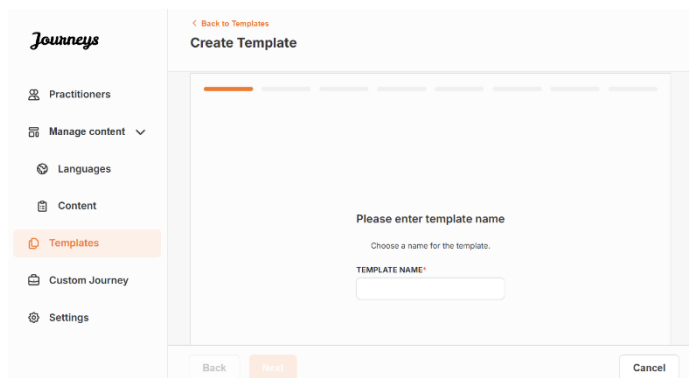 Journeys
Practitioners
Manage content
Languages
Content
Templates
Custom Journey
Settings
Back to Templates
Create Template
Please enter template name
Choose a name for the template.
TEMPLATE NAME*
Back
Next
Cancel